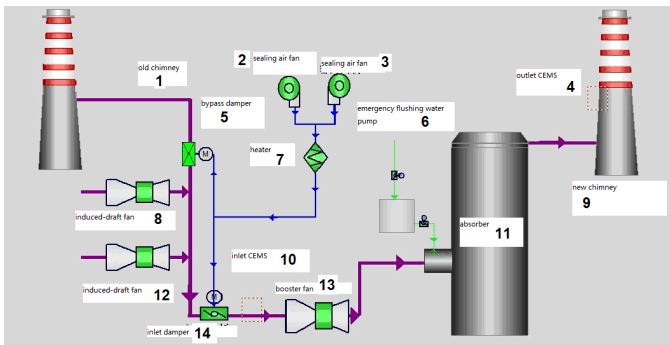 2 sealing air fan
sealing air fan 3
old chimney
1
outlet CEMS
4
bypass damper
5
emergency flushing water
pump 6
M
heater
7
new chimney
9
induced-draft fan
8
absorber
11
inlet CEMS 10
induced-draft fan
12
booster fan 13
M
inlet damper 14